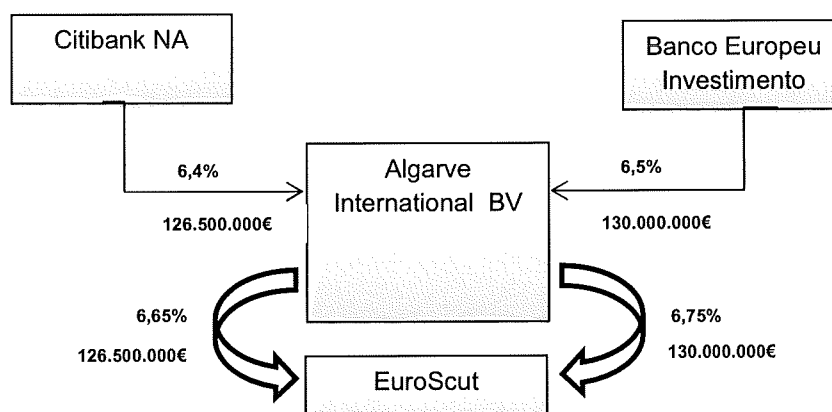 Citibank NA
Banco Europeu
Investimento
6,4%
126.500.000€
Algarve
International BV
6,5%
130.000.000€
6,65%
126.500.000€
6,75%
130.000.000€
EuroScut